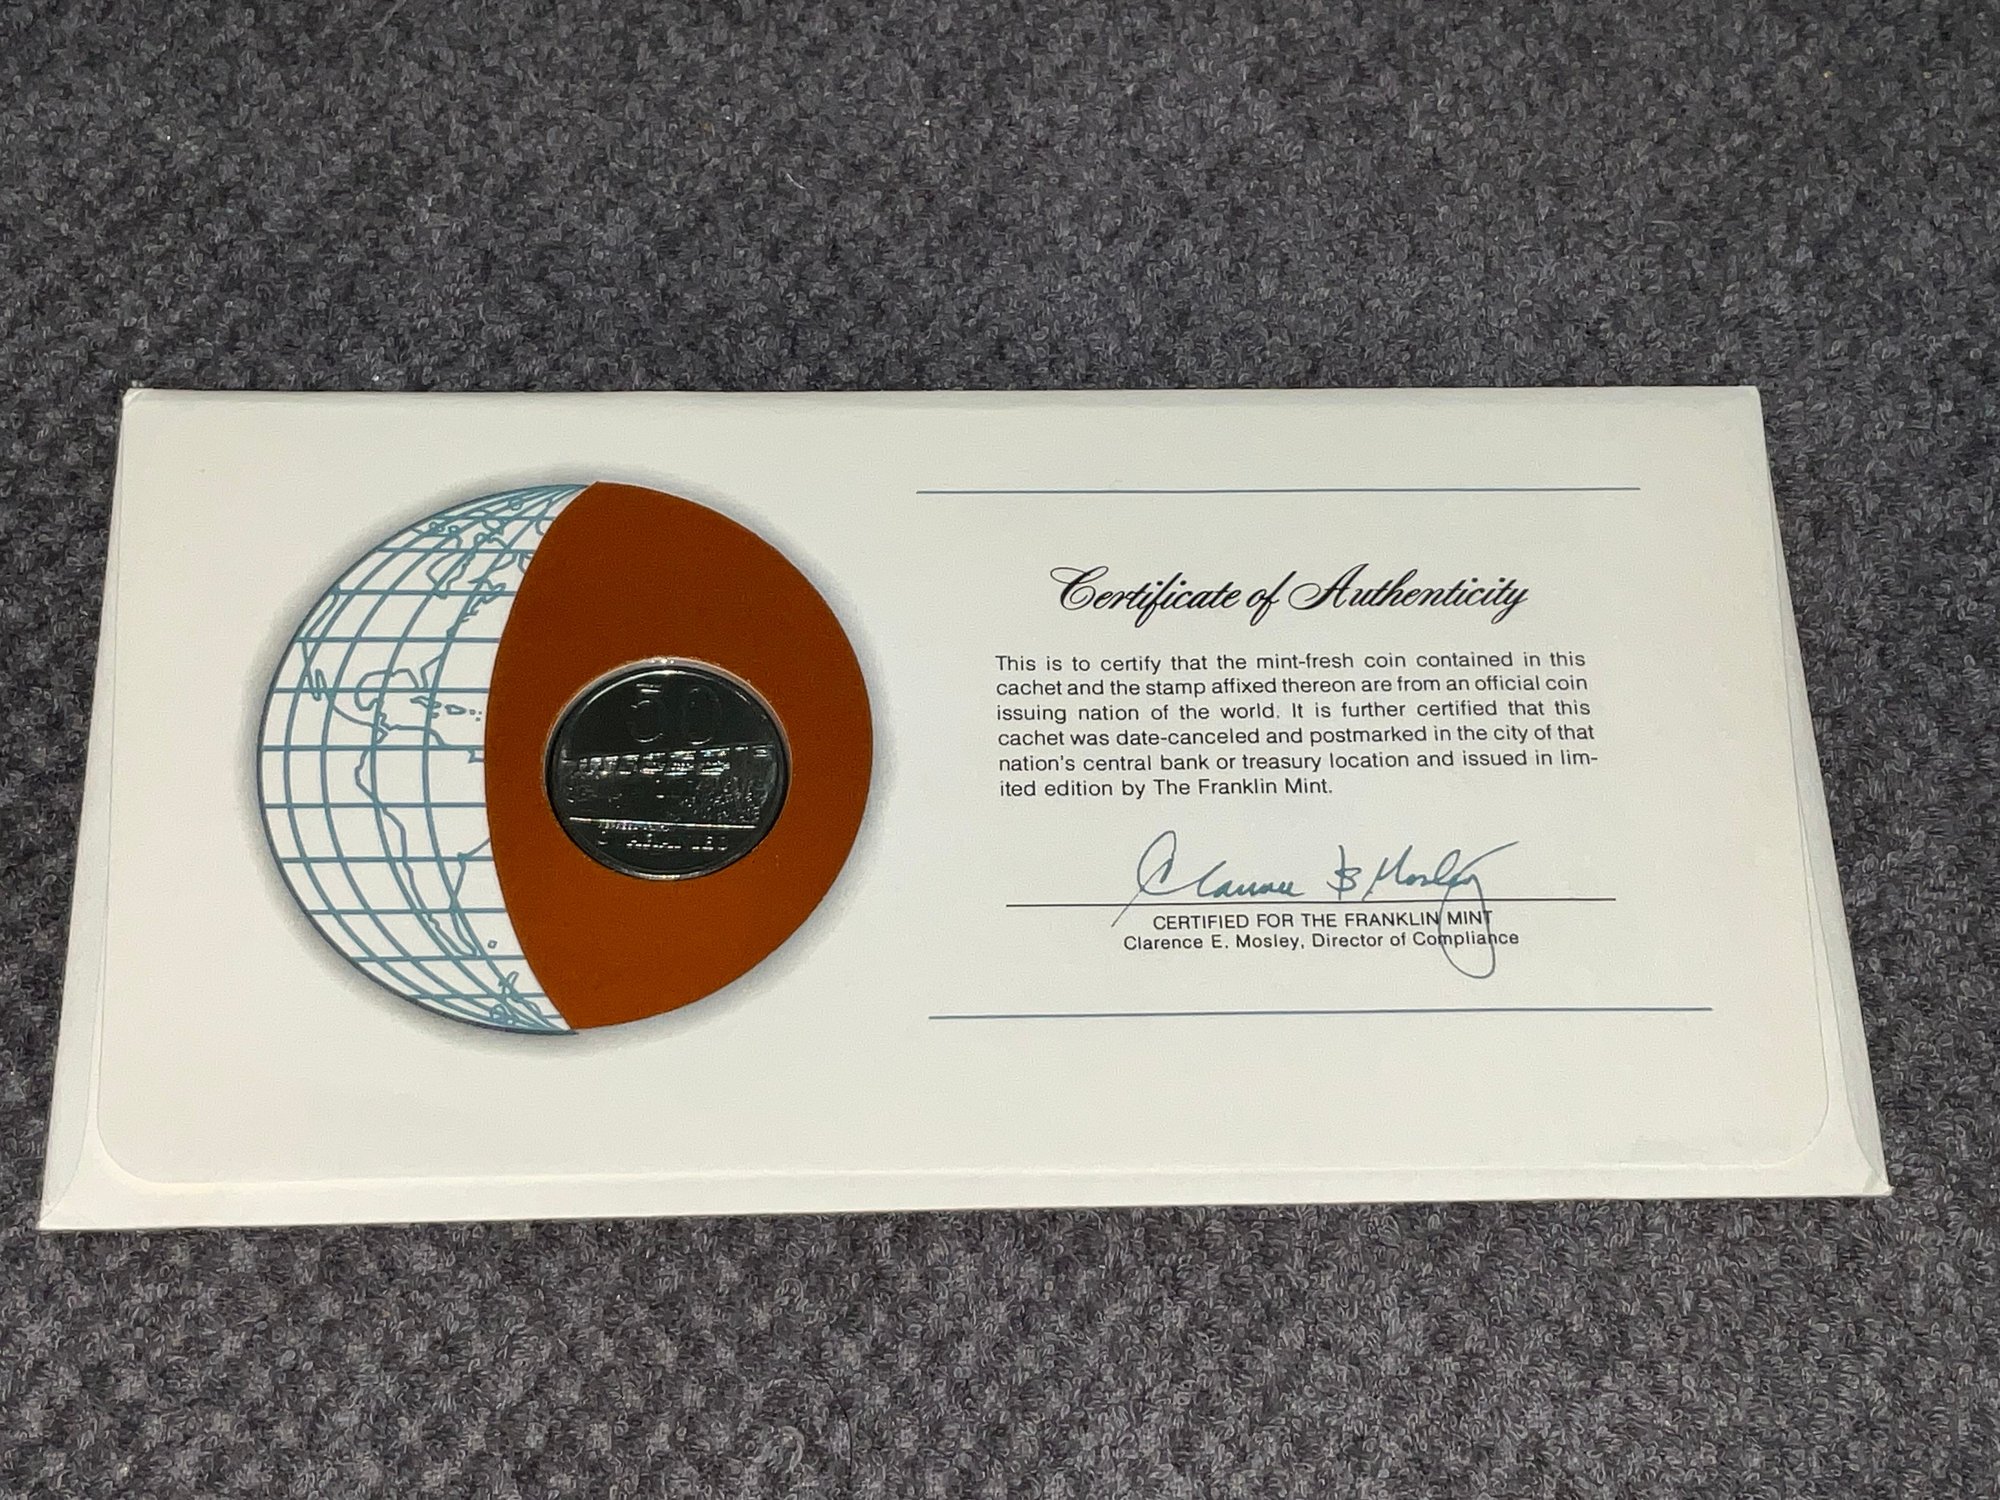 50
Certificate of Authenticity
This is to certify that the mint-fresh coin contained in this
cachet and the stamp affixed thereon are from an official coin
issuing nation of the world. It is further certified that this
cachet was date-canceled and postmarked in the city of that
nation's central bank or treasury location and issued in lim-
ited edition by The Franklin Mint.
Clarence E Mosley
CERTIFIED FOR THE FRANKLIN MINT
Clarence E. Mosley, Director of Compliance